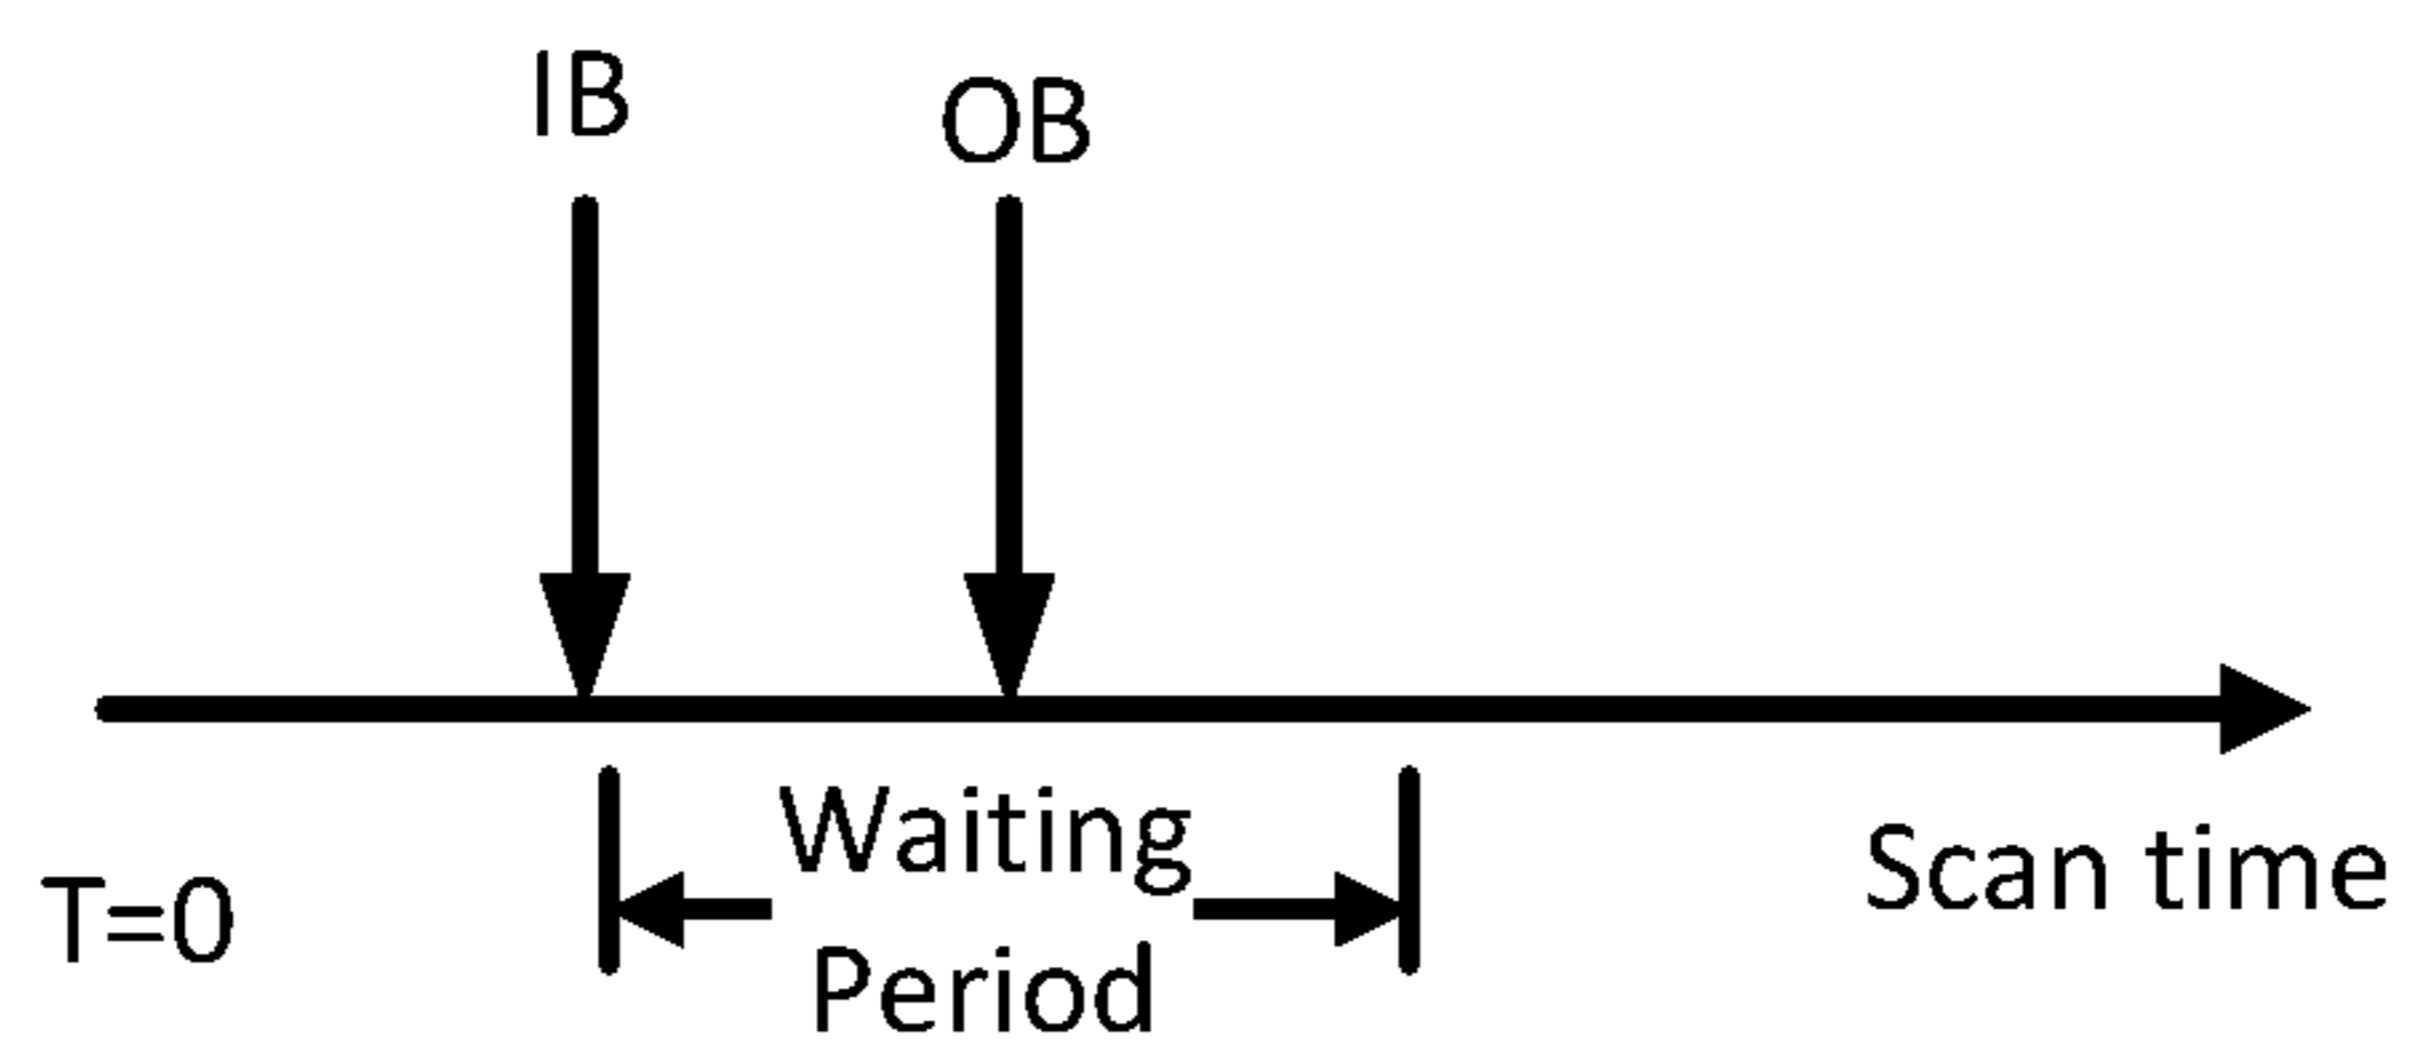 IB
OB
Waiting
Period
T=0
Scan time